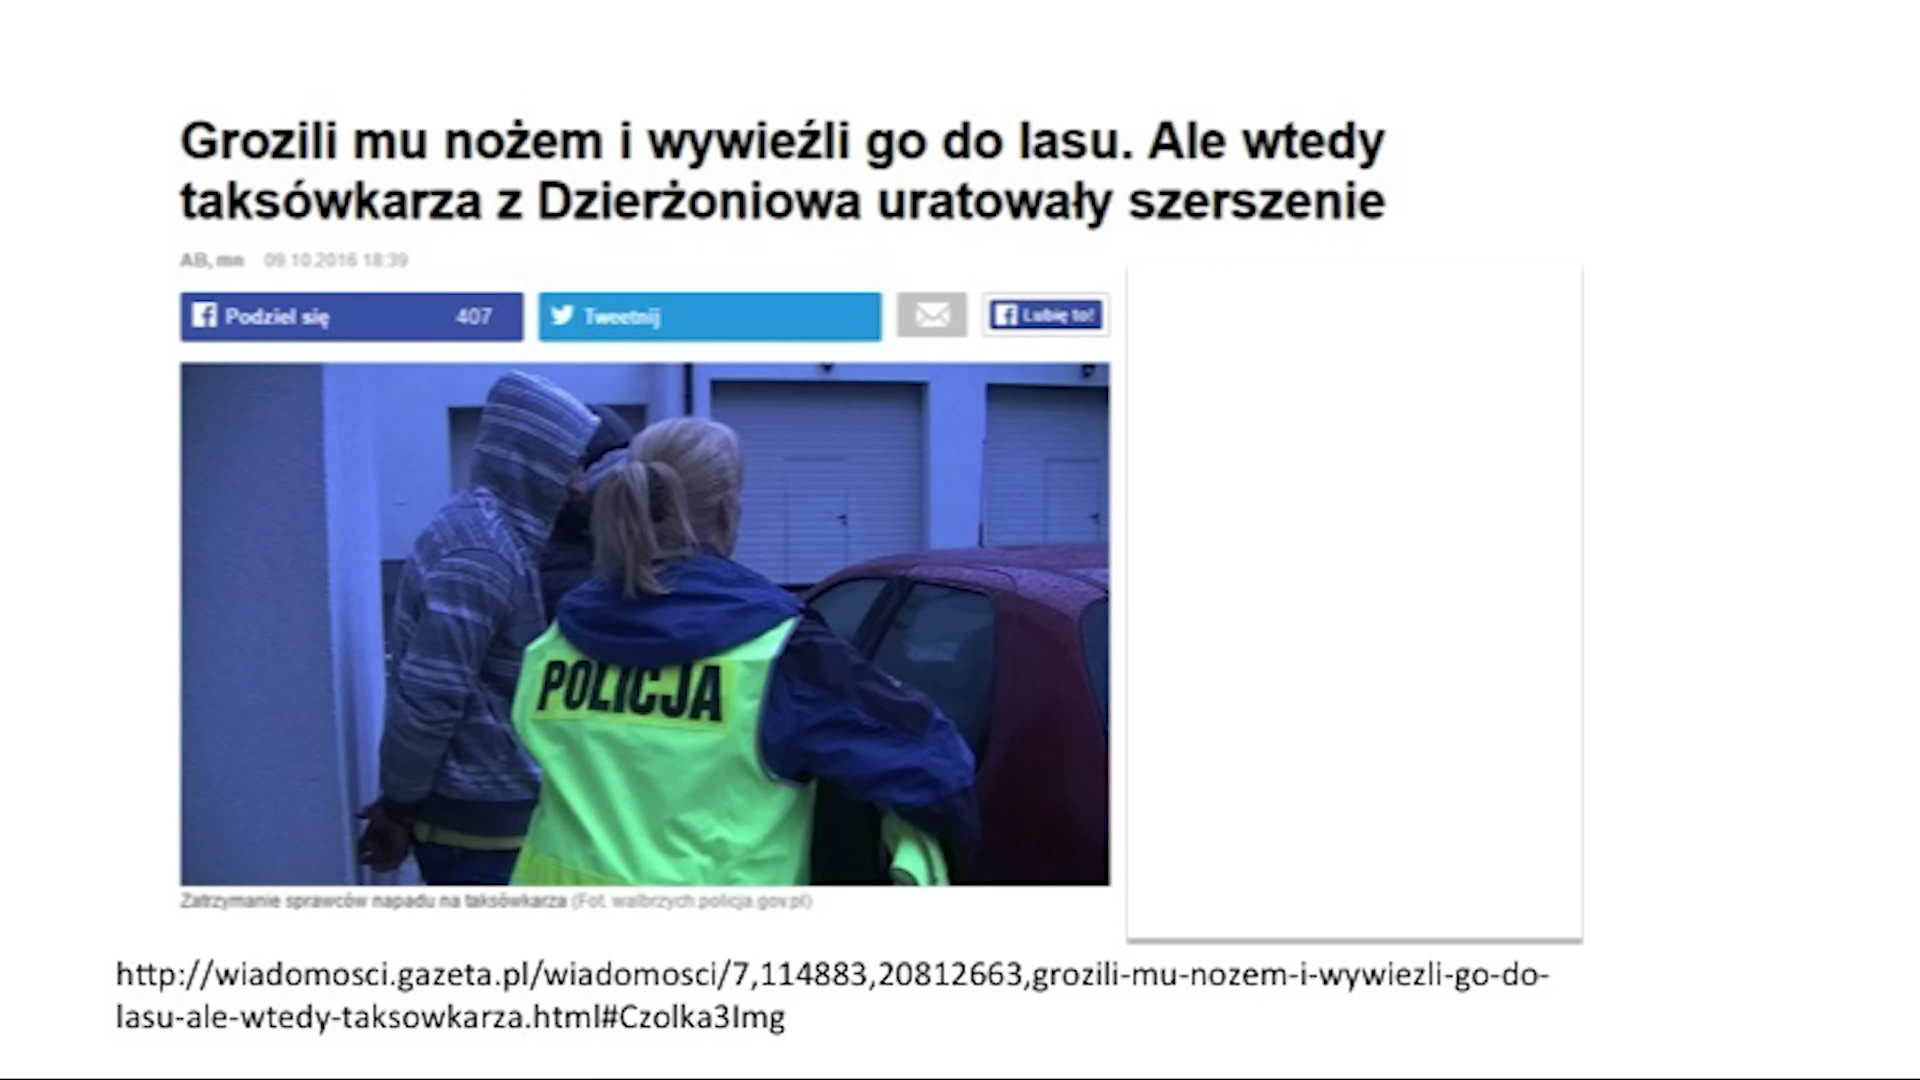 Grozili mu nożem i wywieźli go do lasu. Ale wtedy
taksówkarza z Dzierżoniowa uratowały szerszenie
AB, mn 09.10.2016 18:39
Podziel się 407 Tweetnij Lubię to!
POLICJA
Zatrzymanie sprawców napadu na taksówkarza (Fot. walbrzych.policja.gov.pl)
http://wiadomosci.gazeta.pl/wiadomosci/7,114883,20812663,grozili-mu-nozem-i-wywiezli-go-do-
lasu-ale-wtedy-taksowkarza.html#Czolka3Img